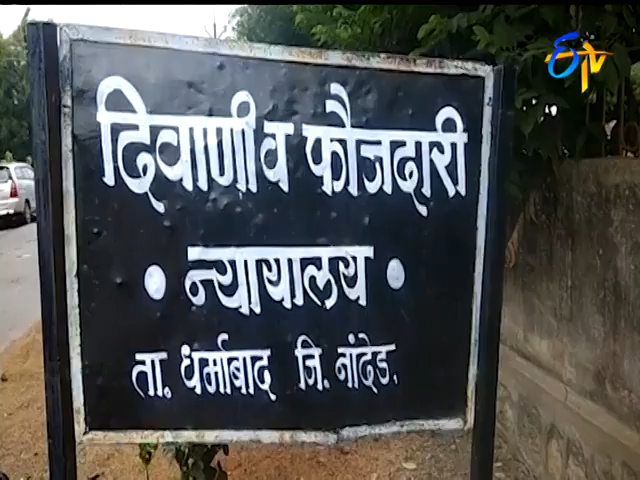 ETV
दिवाणी व फौजदारी
• न्यायालय •
ता. धर्माबाद जि. नांदेड.